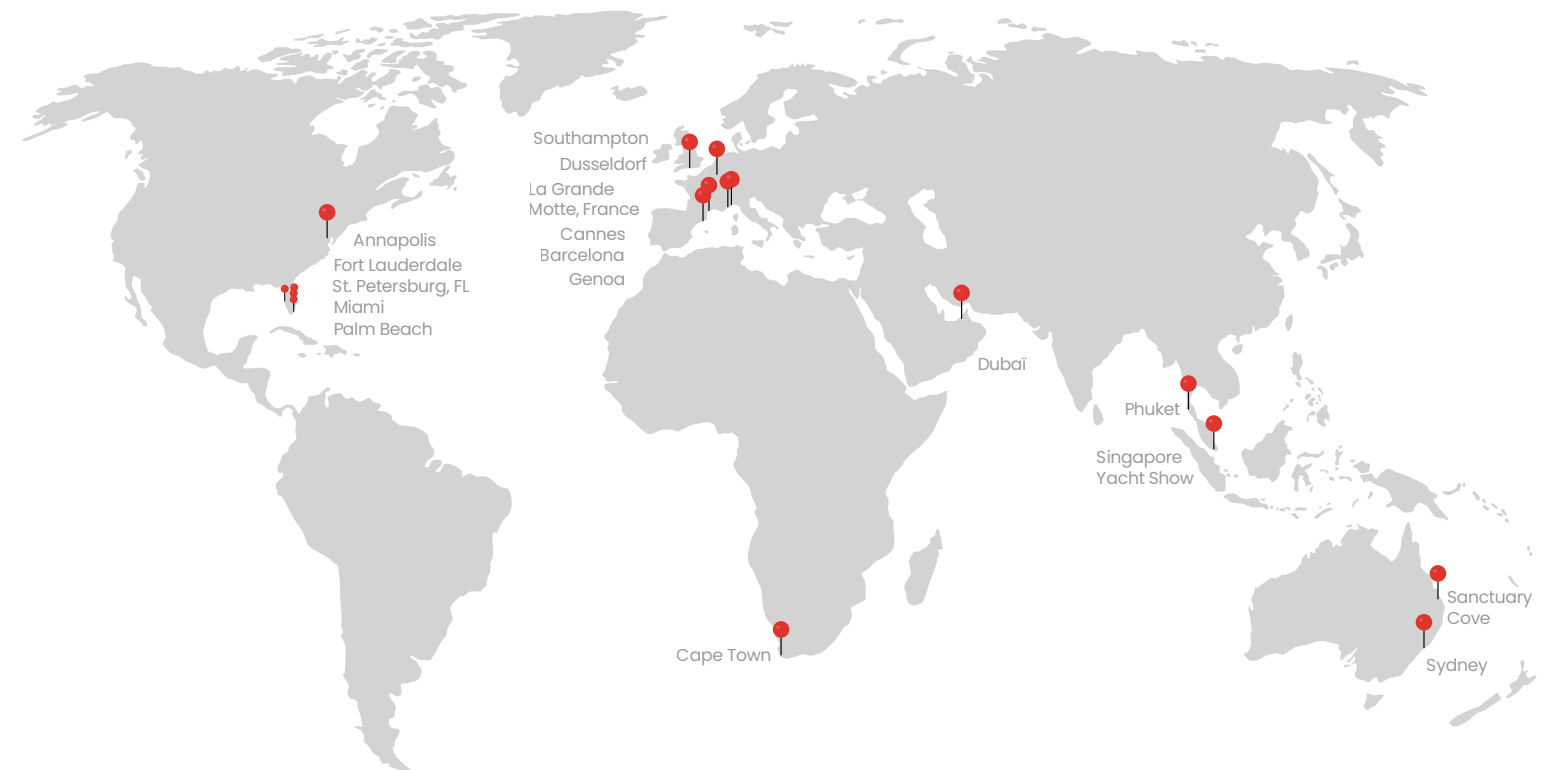 Southampton
Dusseldorf
La Grande
Motte, France
Cannes
Barcelona
Genoa
Annapolis
Fort Lauderdale
St. Petersburg, FL
Miami
Palm Beach
Dubaï
Phuket
Singapore
Yacht Show
Sanctuary
Cove
Sydney
Cape Town